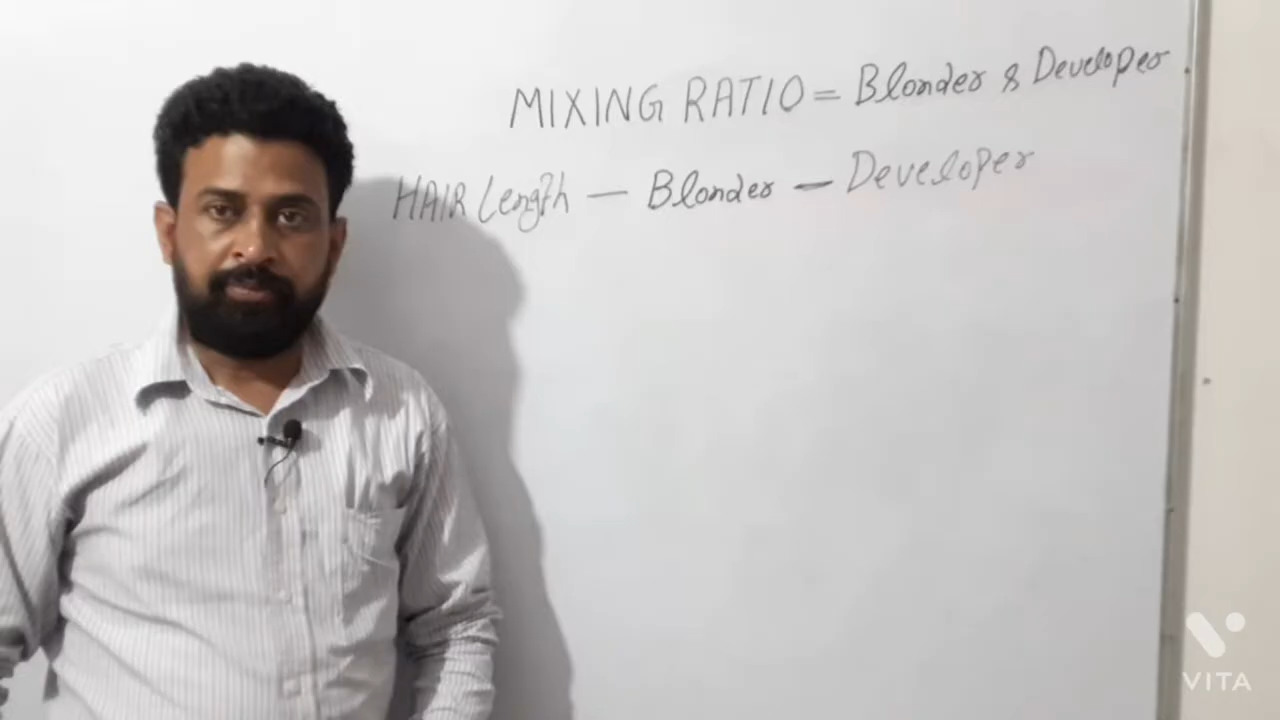 MIXING RATIO = Blonder & Developer
HAIR Length — Blonder — Developer
VITA